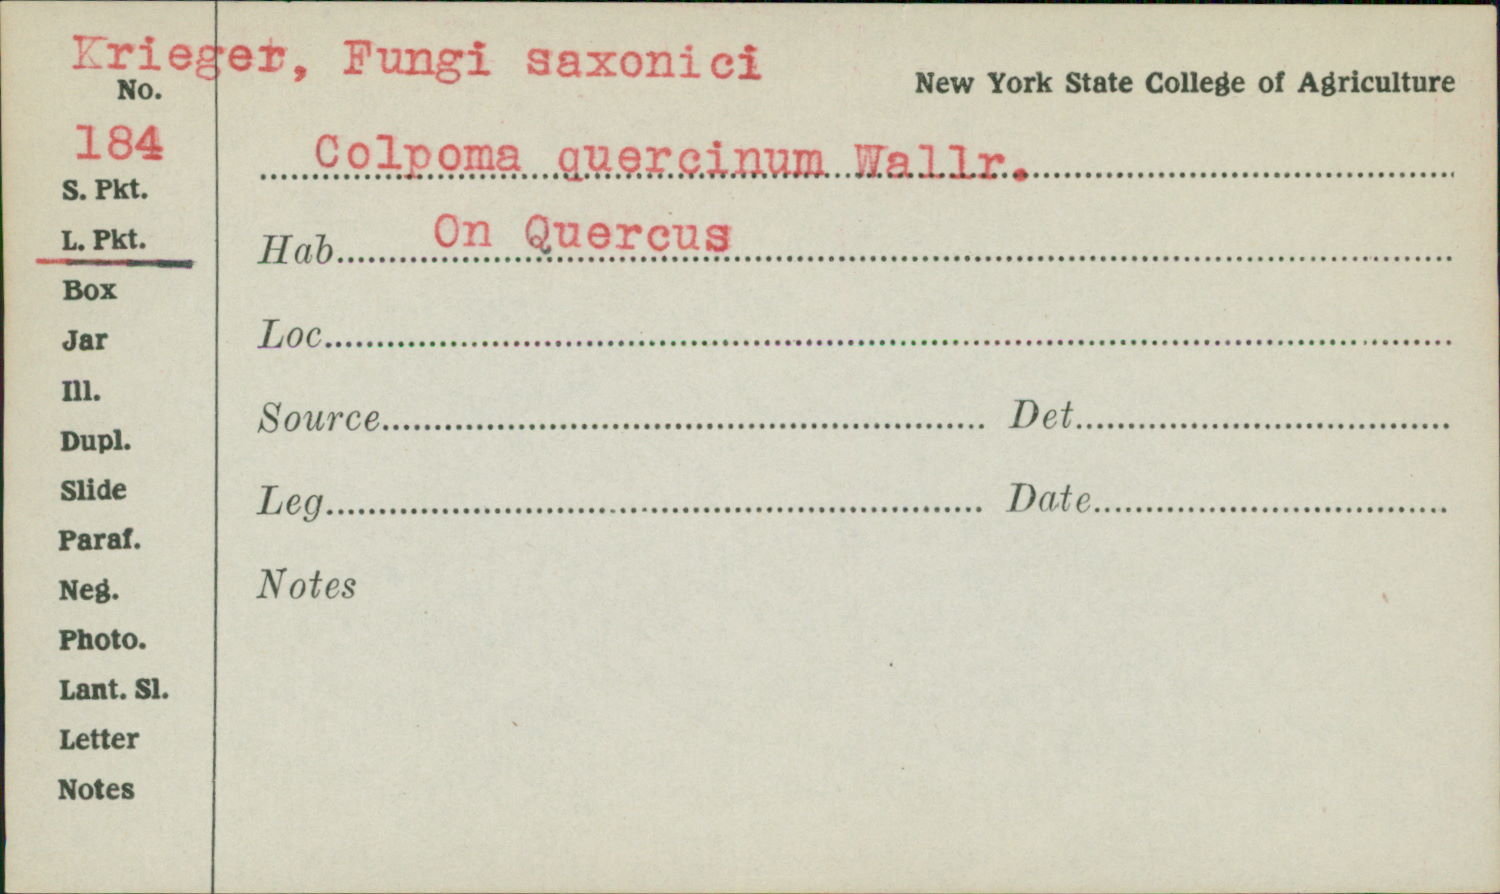 Krieger, Fungi saxonici
No.
New York State College of Agriculture
184
Colpoma quercinum Wallr.
S. Pkt.
L. Pkt.
Hab. On Quercus
Box
Jar
Loc.
Ill.
Source Det.
Dupl.
Slide
Leg. Date
Paraf.
Neg.
Notes
Photo.
Lant. Sl.
Letter
Notes